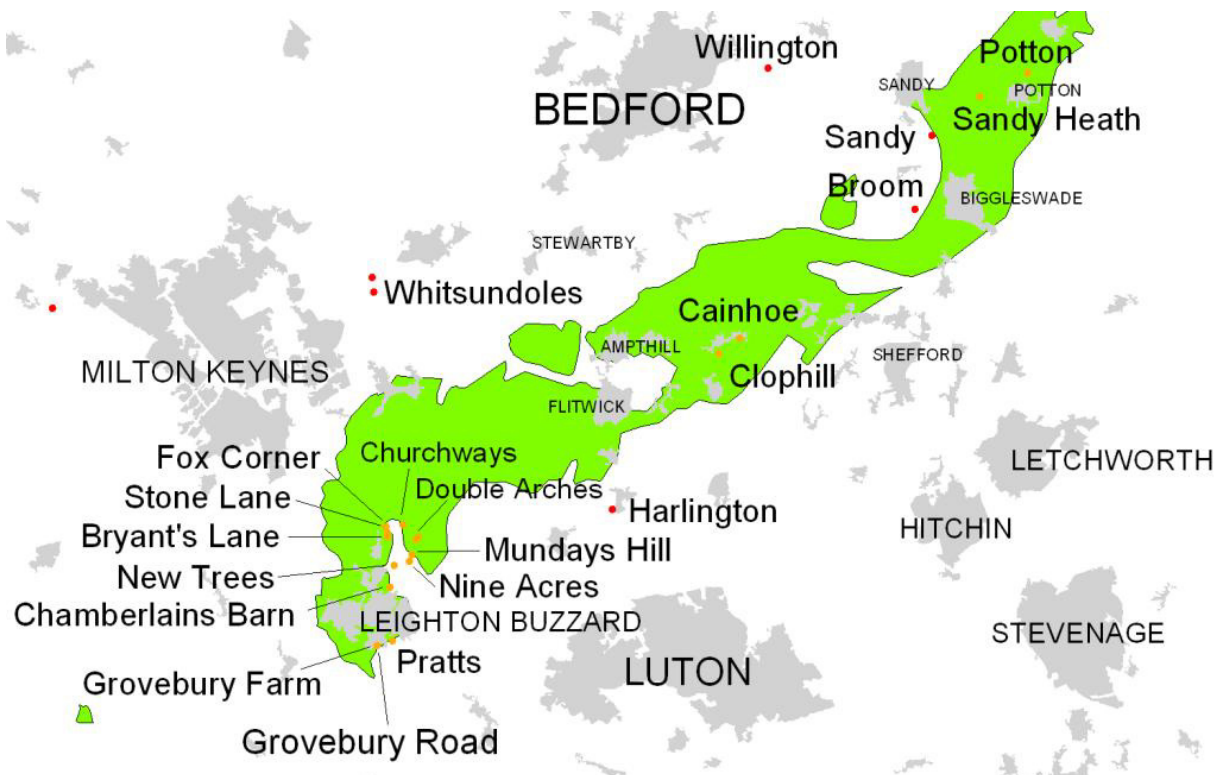 Willington
Potton
BEDFORD
SANDY
POTTON
Sandy Heath
Sandy
Broom
BIGGLESWADE
STEWARTBY
Whitsundoles
Cainhoe
AMPTHILL
SHEFFORD
MILTON KEYNES
Clophill
FLITWICK
Fox Corner
Churchways
LETCHWORTH
Stone Lane
Double Arches
Bryant's Lane
Harlington
HITCHIN
Mundays Hill
New Trees
Nine Acres
Chamberlains Barn
LEIGHTON BUZZARD
STEVENAGE
Pratts
LUTON
Grovebury Farm
Grovebury Road